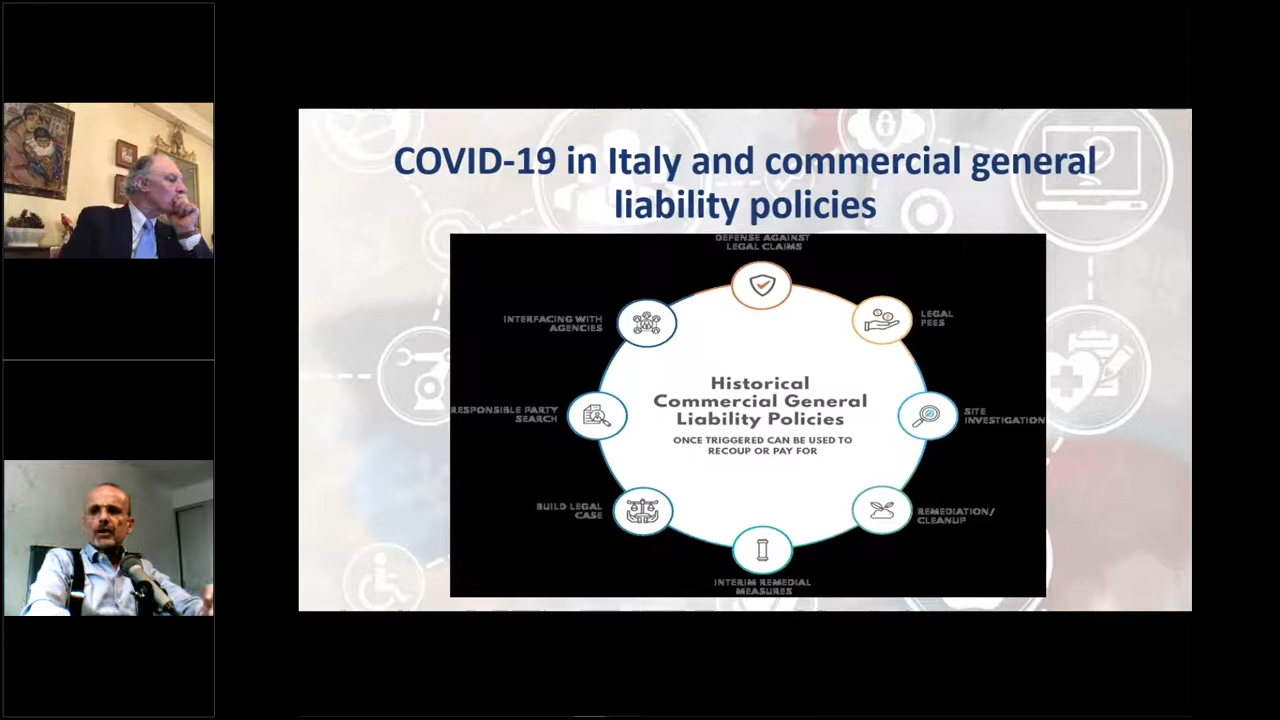 COVID-19 in Italy and commercial general
liability policies
DEFENSE AGAINST
LEGAL CLAIMS
INTERFACING WITH
AGENCIES
LEGAL
FEES
Historical
Commercial General
Liability Policies
ONCE TRIGGERED CAN BE USED TO
RECOUP OR PAY FOR
RESPONSIBLE PARTY
SEARCH
SITE
INVESTIGATION
BUILD LEGAL
CASE
REMEDIATION/
CLEANUP
INTERIM REMEDIAL
MEASURES